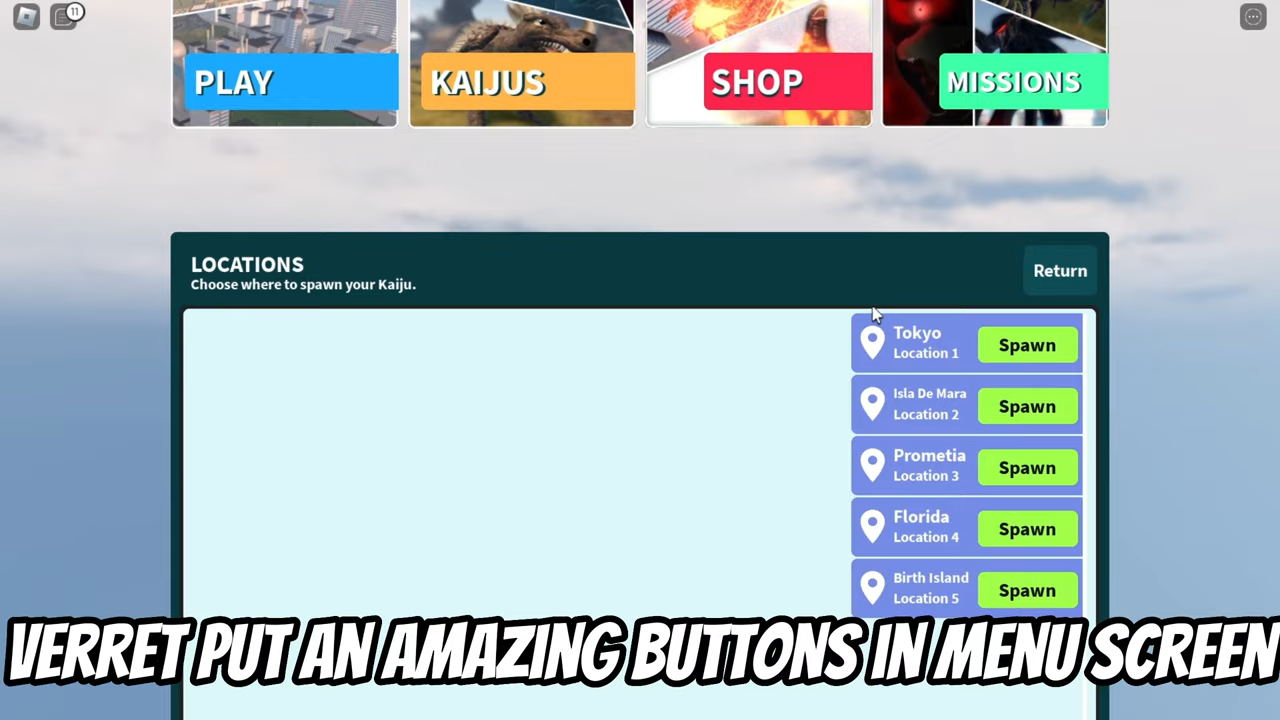 11
PLAY
KAIJUS
SHOP
MISSIONS
LOCATIONS
Choose where to spawn your Kaiju.
Return
Tokyo
Location 1
Spawn
Isla De Mara
Location 2
Spawn
Prometia
Location 3
Spawn
Florida
Location 4
Spawn
Birth Island
Location 5
Spawn
VERRET PUT AN AMAZING BUTTONS IN MENU SCREEN